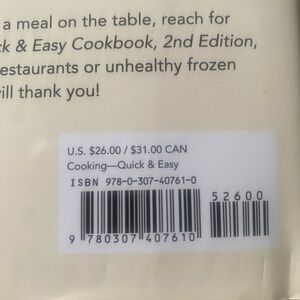 a meal on the table, reach for
ck & Easy Cookbook, 2nd Edition,
estaurants or unhealthy frozen
ill thank you!
U.S. $26.00 / $31.00 CAN
Cooking—Quick & Easy
ISBN 978-0-307-40761-0
52600
9 780307 407610